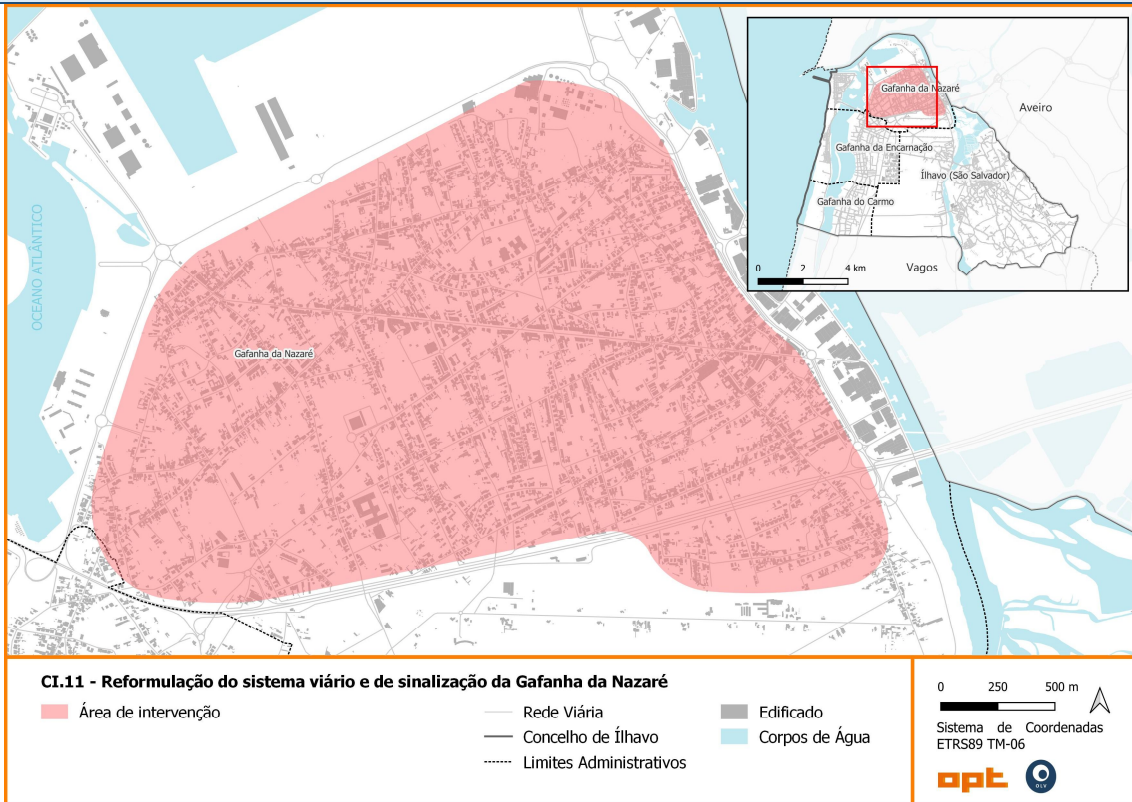 OCEANO ATLÂNTICO
Gafanha da Nazaré
Gafanha da Nazaré
Aveiro
Gafanha da Encarnação
Ílhavo (São Salvador)
Gafanha do Carmo
Vagos
0 2 4 km
CI.11 - Reformulação do sistema viário e de sinalização da Gafanha da Nazaré
Área de intervenção
Rede Viária
Concelho de Ílhavo
Limites Administrativos
Edificado
Corpos de Água
0 250 500 m
Sistema de Coordenadas
ETRS89 TM-06
opt
OLV